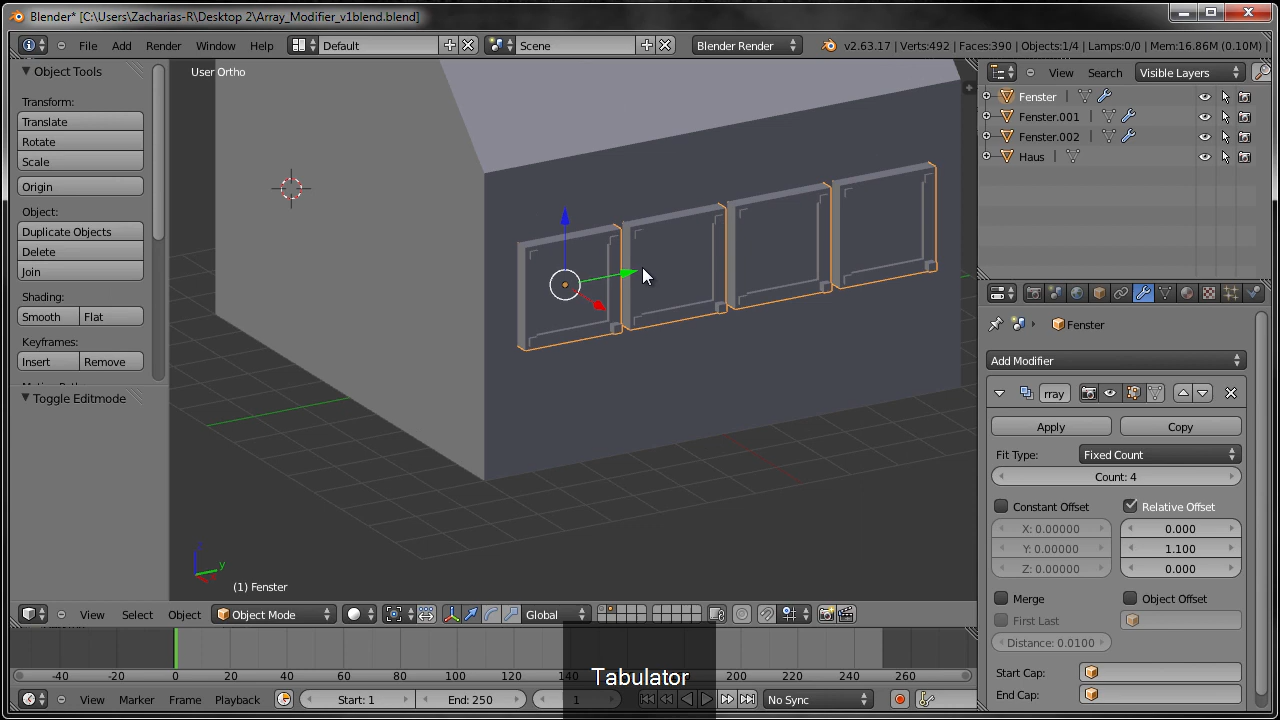 Blender* [C:\Users\Zacharias-R\Desktop 2\Array_Modifier_v1blend.blend]
File Add Render Window Help Default Scene Blender Render v2.63.17 | Verts:492 | Faces:390 | Objects:1/4 | Lamps:0/0 | Mem:16.86M (0.10M) |
Object Tools
Transform:
Translate
Rotate
Scale
Origin
Object:
Duplicate Objects
Delete
Join
Shading:
Smooth Flat
Keyframes:
Insert Remove
Toggle Editmode
User Ortho
z
y
(1) Fenster
View Search Visible Layers
Fenster
Fenster.001
Fenster.002
Haus
Fenster
Add Modifier
rray
Apply Copy
Fit Type: Fixed Count
Count: 4
Constant Offset Relative Offset
X: 0.00000 0.000
Y: 0.00000 1.100
Z: 0.00000 0.000
Merge Object Offset
First Last
Distance: 0.0100
Start Cap:
End Cap:
View Select Object Object Mode Global
-40 -20 0 20 40 60 80 100 120 140 200 220 240 260
Tabulator
View Marker Frame Playback Start: 1 End: 250 1 No Sync